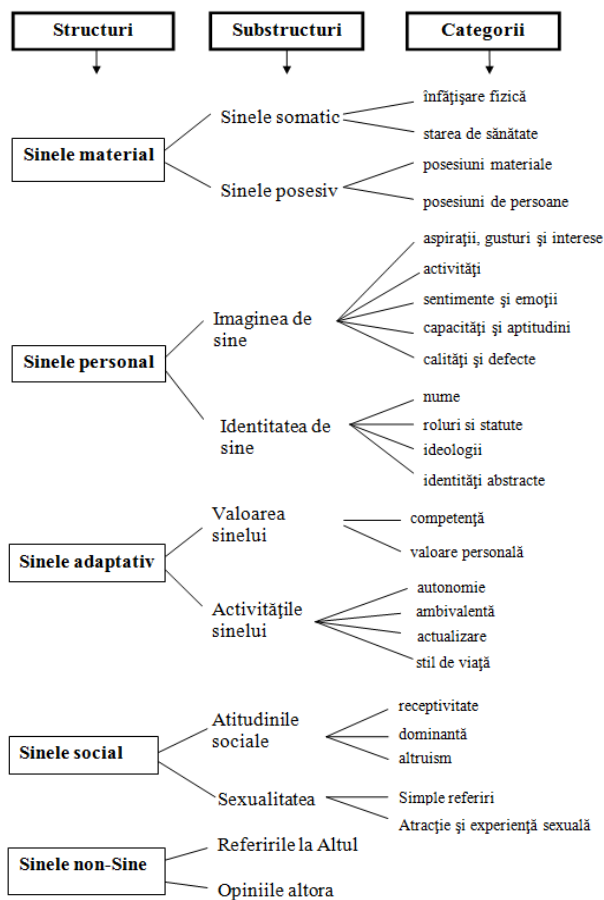 Structuri
Substructuri
Categorii
Sinele material
Sinele somatic
înfăţişare fizică
starea de sănătate
Sinele posesiv
posesiuni materiale
posesiuni de persoane
Sinele personal
Imaginea de
sine
aspiraţii, gusturi şi interese
activităţi
sentimente şi emoţii
capacităţi şi aptitudini
calităţi şi defecte
Identitatea de
sine
nume
roluri si statute
ideologii
identităţi abstracte
Sinele adaptativ
Valoarea
sinelui
competenţă
valoare personală
Activităţile
sinelui
autonomie
ambivalentă
actualizare
stil de viaţă
Sinele social
Atitudinile
sociale
receptivitate
dominantă
altruism
Sexualitatea
Simple referiri
Atracţie şi experienţă sexuală
Sinele non-Sine
Referirile la Altul
Opiniile altora